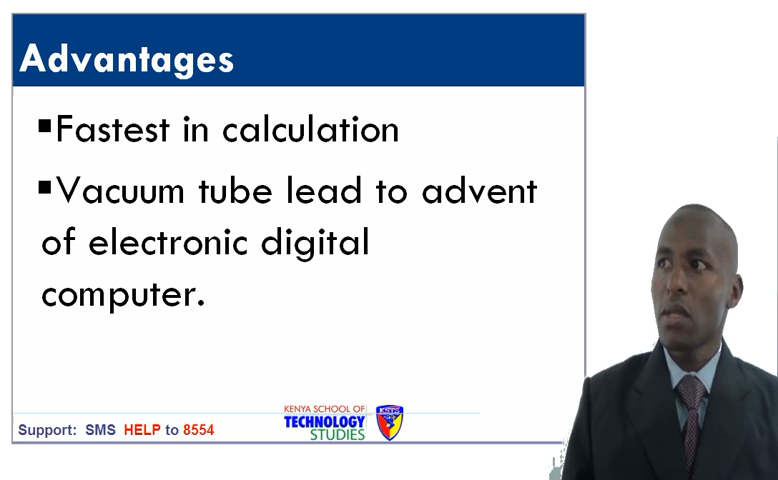 Advantages
▪Fastest in calculation
▪Vacuum tube lead to advent
of electronic digital
computer.
KENYA SCHOOL OF
TECHNOLOGY
STUDIES
Support: SMS HELP to 8554